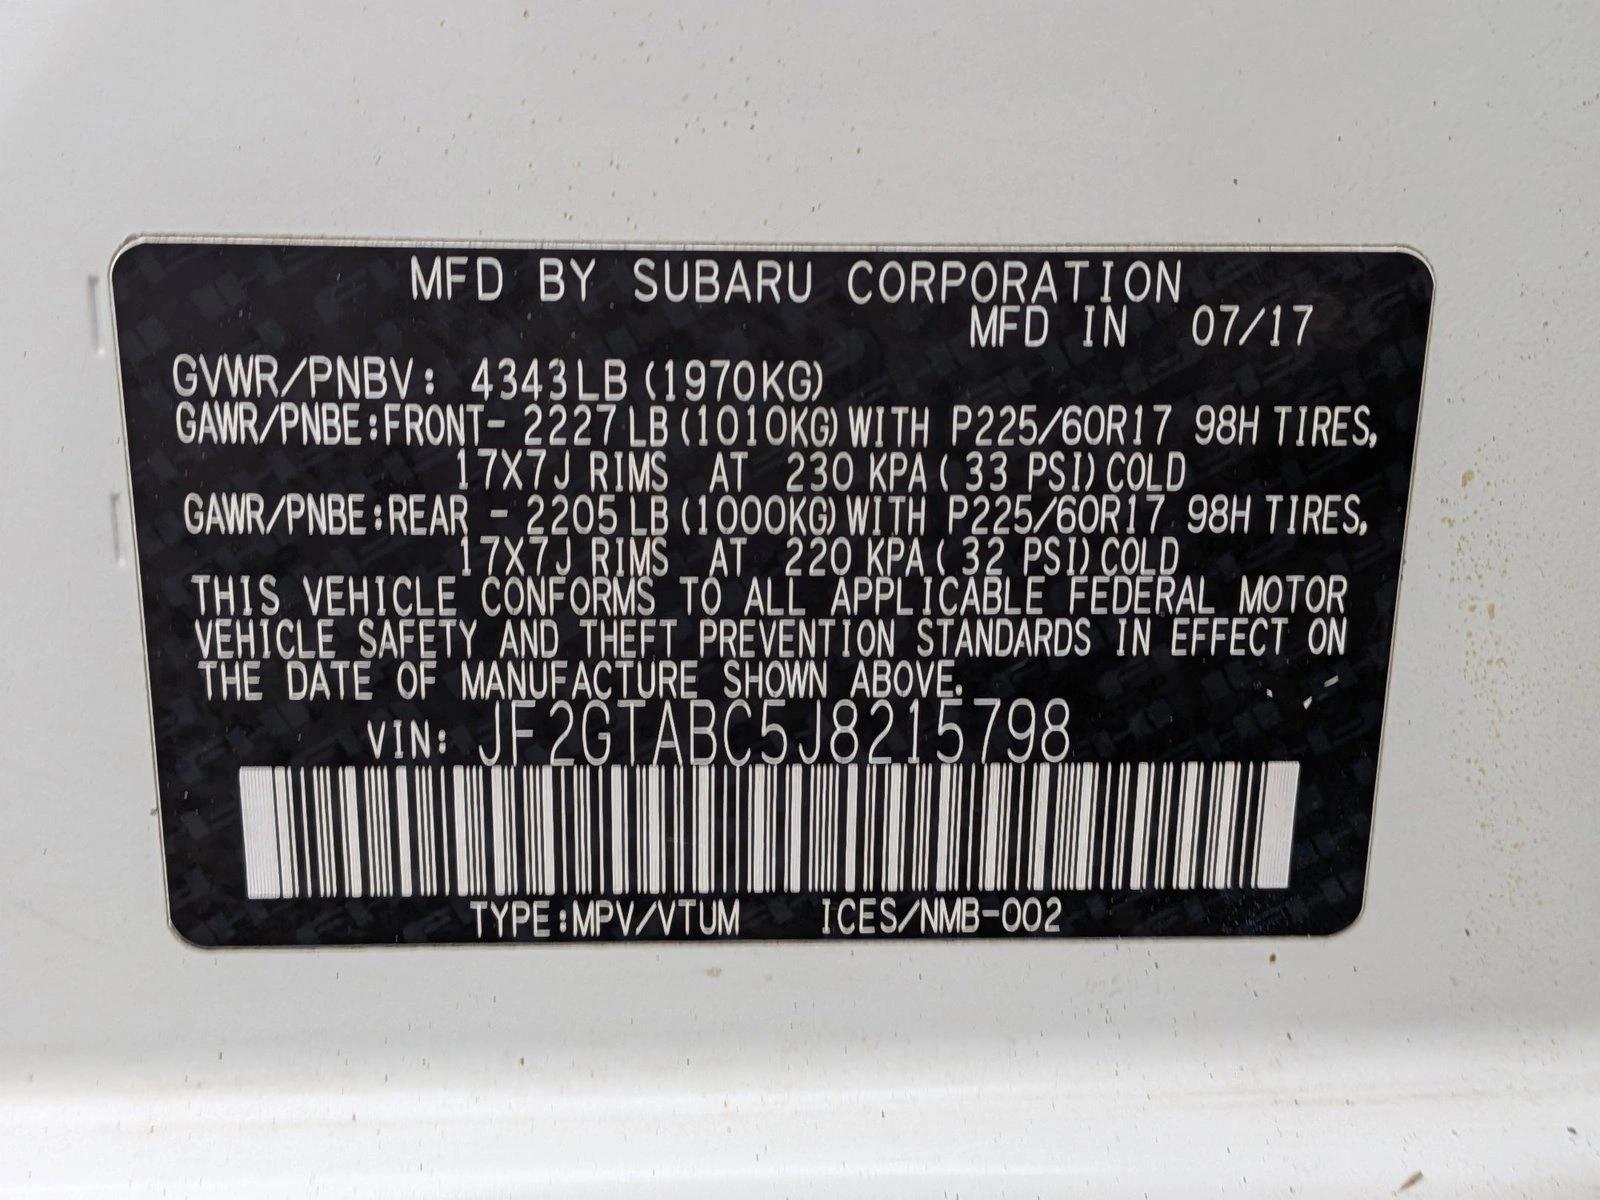 MFD BY SUBARU CORPORATION
MFD IN 07/17
GVWR/PNBV: 4343LB (1970KG)
GAWR/PNBE:FRONT- 2227 LB (1010KG) WITH P225/60R17 98H TIRES,
17X7J RIMS AT 230 KPA ( 33 PSI) COLD
GAWR/PNBE:REAR - 2205 LB (1000KG) WITH P225/60R17 98H TIRES,
17X7J RIMS AT 220 KPA ( 32 PSI) COLD
THIS VEHICLE CONFORMS TO ALL APPLICABLE FEDERAL MOTOR
VEHICLE SAFETY AND THEFT PREVENTION STANDARDS IN EFFECT ON
THE DATE OF MANUFACTURE SHOWN ABOVE.
VIN: JF2GTABC5J8215798
TYPE:MPV/VTUM ICES/NMB-002